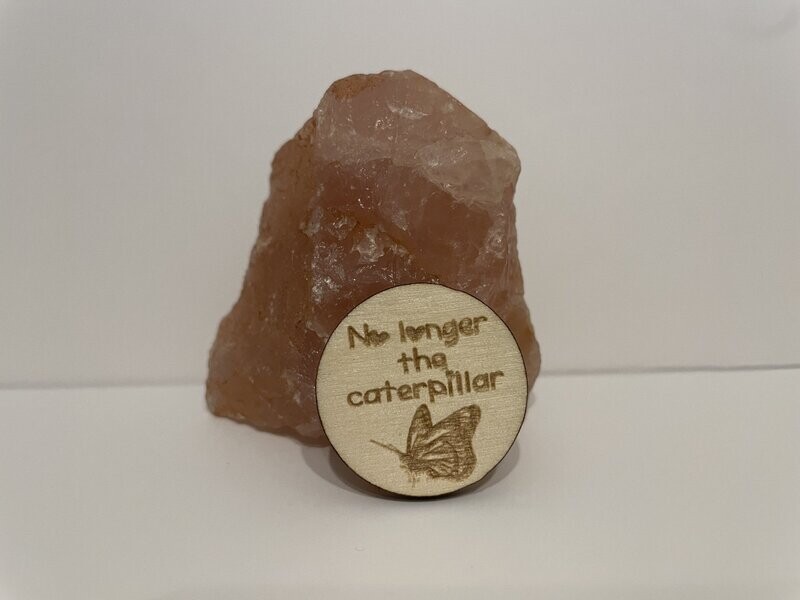 No longer
the
caterpillar